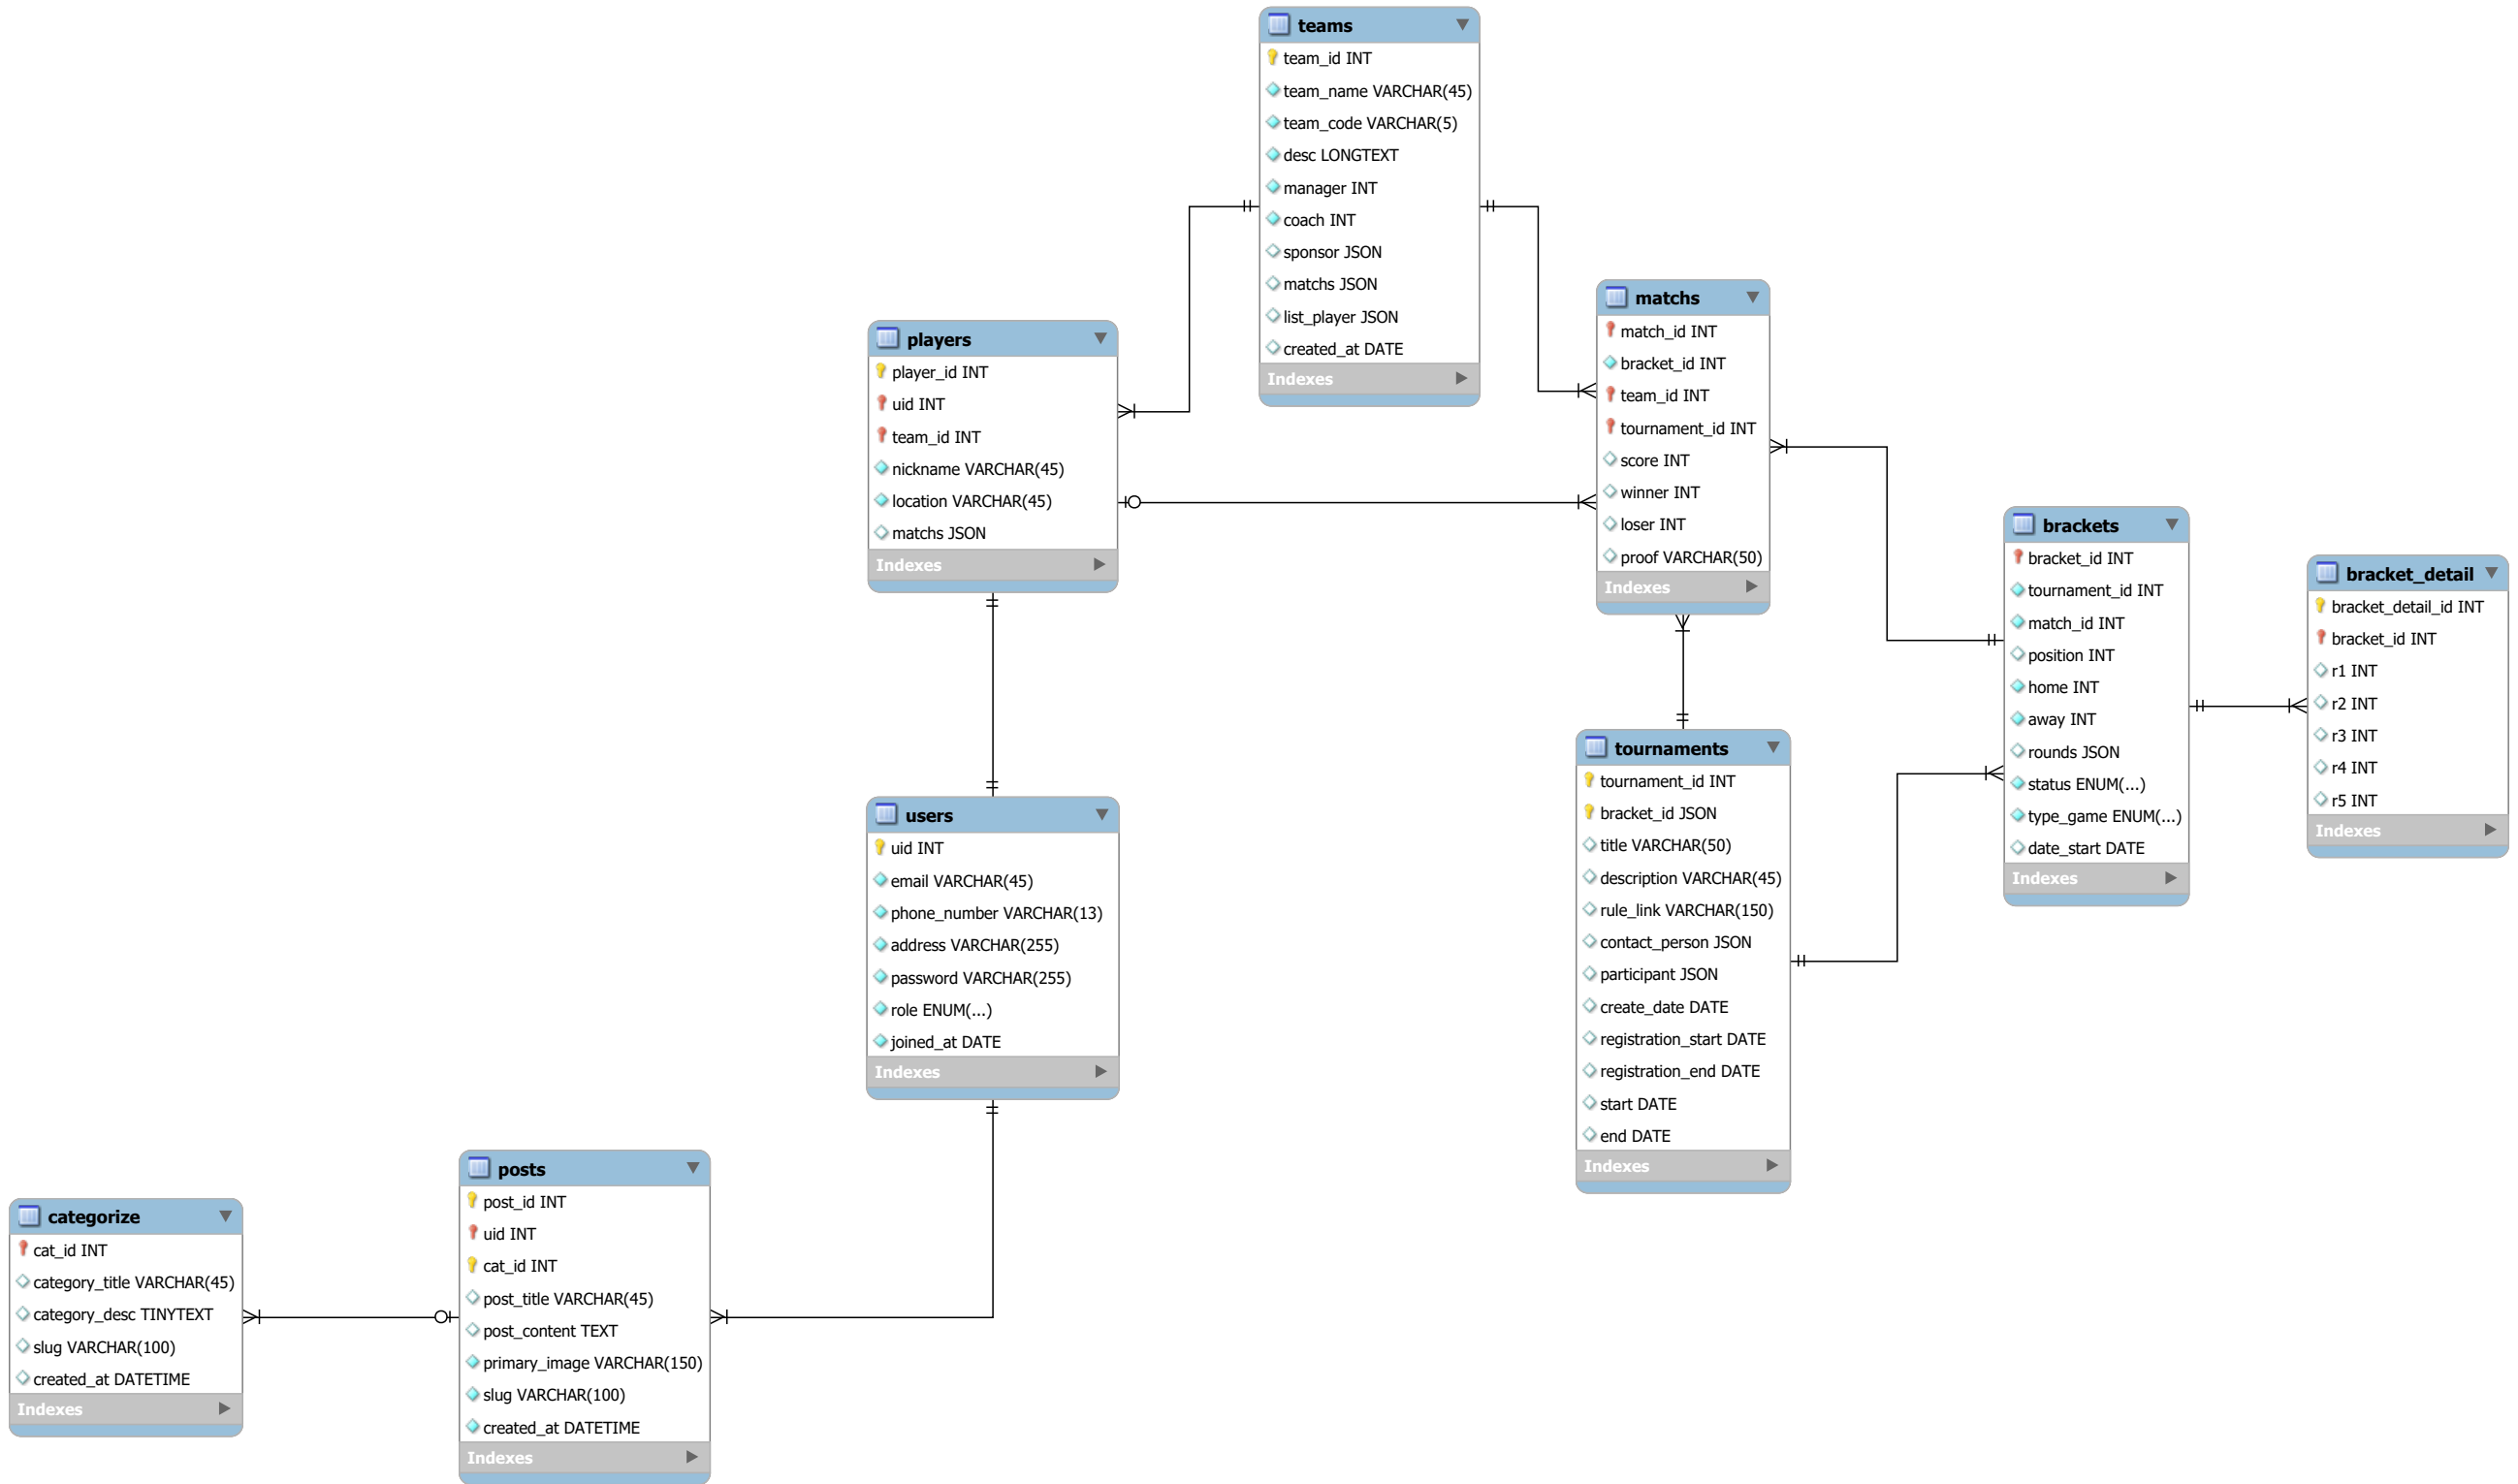 teams
team_id INT
team_name VARCHAR(45)
team_code VARCHAR(5)
desc LONGTEXT
manager INT
coach INT
sponsor JSON
matchs JSON
list_player JSON
created_at DATE
Indexes
players
player_id INT
uid INT
team_id INT
nickname VARCHAR(45)
location VARCHAR(45)
matchs JSON
Indexes
matchs
match_id INT
bracket_id INT
team_id INT
tournament_id INT
score INT
winner INT
loser INT
proof VARCHAR(50)
Indexes
brackets
bracket_id INT
tournament_id INT
match_id INT
position INT
home INT
away INT
rounds JSON
status ENUM(...)
type_game ENUM(...)
date_start DATE
Indexes
bracket_detail
bracket_detail_id INT
bracket_id INT
r1 INT
r2 INT
r3 INT
r4 INT
r5 INT
Indexes
tournaments
tournament_id INT
bracket_id JSON
title VARCHAR(50)
description VARCHAR(45)
rule_link VARCHAR(150)
contact_person JSON
participant JSON
create_date DATE
registration_start DATE
registration_end DATE
start DATE
end DATE
Indexes
users
uid INT
email VARCHAR(45)
phone_number VARCHAR(13)
address VARCHAR(255)
password VARCHAR(255)
role ENUM(...)
joined_at DATE
Indexes
posts
post_id INT
uid INT
cat_id INT
post_title VARCHAR(45)
post_content TEXT
primary_image VARCHAR(150)
slug VARCHAR(100)
created_at DATETIME
Indexes
categorize
cat_id INT
category_title VARCHAR(45)
category_desc TINYTEXT
slug VARCHAR(100)
created_at DATETIME
Indexes